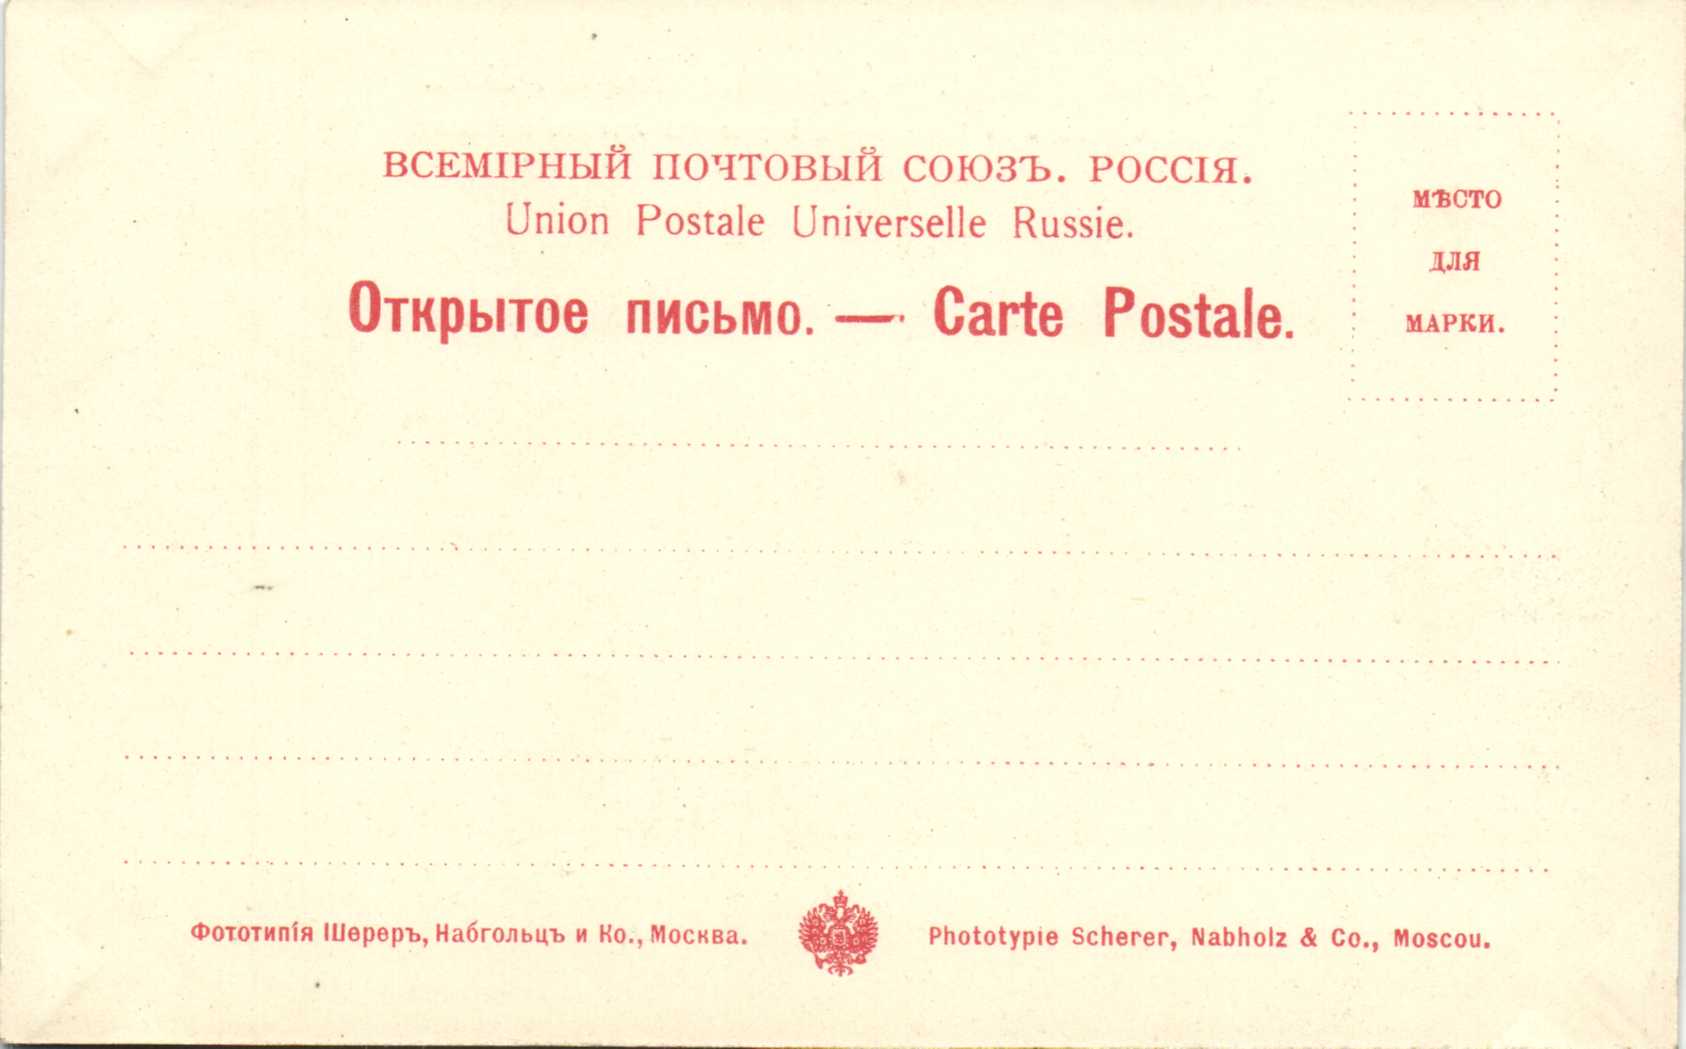 ВСЕМІРНЫЙ ПОЧТОВЫЙ СОЮЗЪ. РОССІЯ.
Union Postale Universelle Russie.
Открытое письмо. — Carte Postale.
МѢСТО
ДЛЯ
МАРКИ.
Фототипія Шереръ, Набгольцъ и Ко., Москва.
Phototypie Scherer, Nabholz & Co., Moscou.